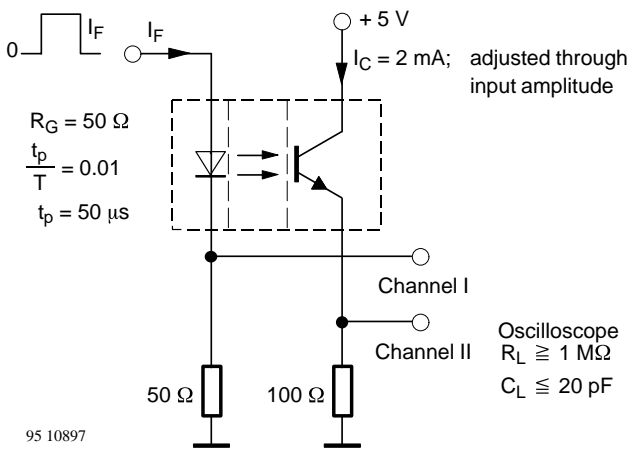 0
I_F
I_F
+ 5 V
I_C = 2 mA; adjusted through
input amplitude
R_G = 50 Ω
t_p
T
= 0.01
t_p = 50 μs
Channel I
Channel II
Oscilloscope
R_L ≧ 1 MΩ
C_L ≦ 20 pF
50 Ω
100 Ω
95 10897